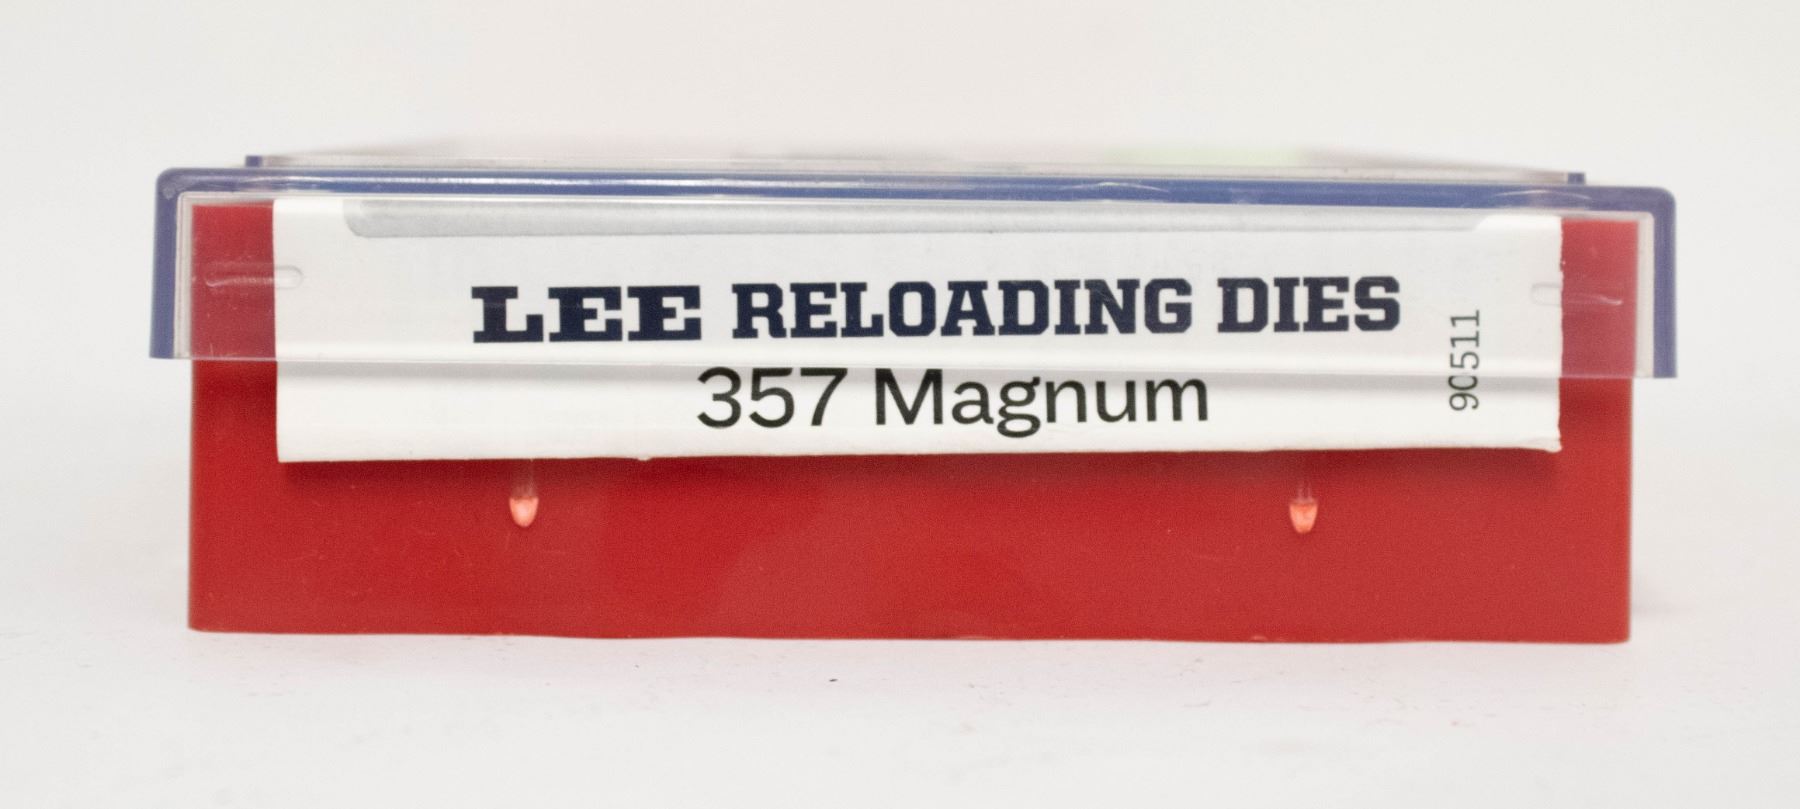 LEE RELOADING DIES
357 Magnum
90511